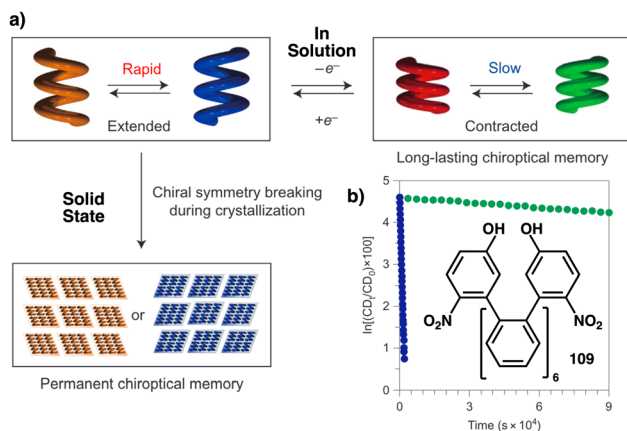 a)
In
Solution
Rapid
Extended
−e−
+e−
Slow
Contracted
Long-lasting chiroptical memory
Solid
State
Chiral symmetry breaking
during crystallization
or
Permanent chiroptical memory
b)
ln[(CDt/CD0)×100]
5
4
3
2
1
0
0
3
6
9
Time (s × 10⁴)
OH OH
O₂N NO₂
6
109